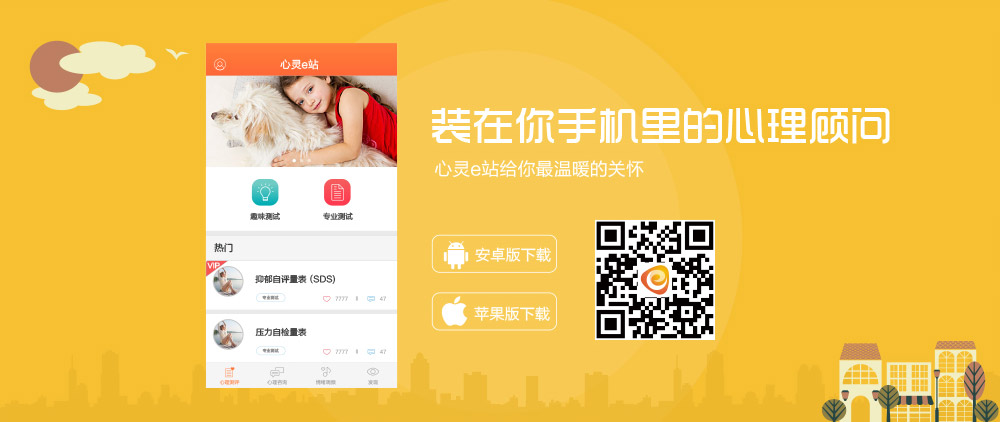 心灵e站
趣味测试
专业测试
热门
VIP
抑郁自评量表 (SDS)
专业测试
7777
47
压力自检量表
专业测试
7777
47
心理测评
心理咨询
发现
装在你手机里的心理顾问
心灵e站给你最温暖的关怀
安卓版下载
苹果版下载